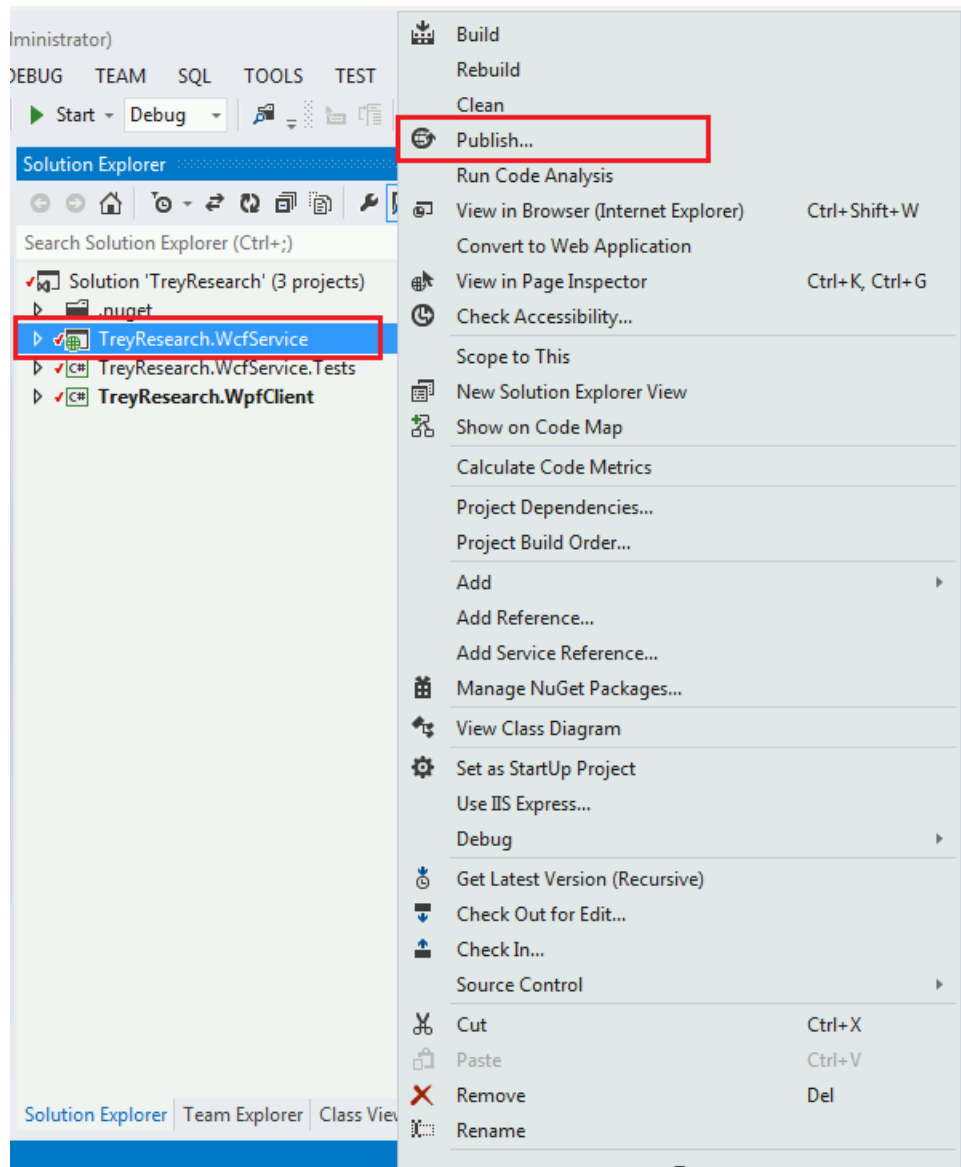 ministrator)
DEBUG TEAM SQL TOOLS TEST
Start Debug
Solution Explorer
Search Solution Explorer (Ctrl+;)
Solution 'TreyResearch' (3 projects)
.nuget
TreyResearch.WcfService
C# TreyResearch.WcfService.Tests
C# TreyResearch.WpfClient
Solution Explorer Team Explorer Class View
Build
Rebuild
Clean
Publish...
Run Code Analysis
View in Browser (Internet Explorer) Ctrl+Shift+W
Convert to Web Application
View in Page Inspector Ctrl+K, Ctrl+G
Check Accessibility...
Scope to This
New Solution Explorer View
Show on Code Map
Calculate Code Metrics
Project Dependencies...
Project Build Order...
Add
Add Reference...
Add Service Reference...
Manage NuGet Packages...
View Class Diagram
Set as StartUp Project
Use IIS Express...
Debug
Get Latest Version (Recursive)
Check Out for Edit...
Check In...
Source Control
Cut Ctrl+X
Paste Ctrl+V
Remove Del
Rename